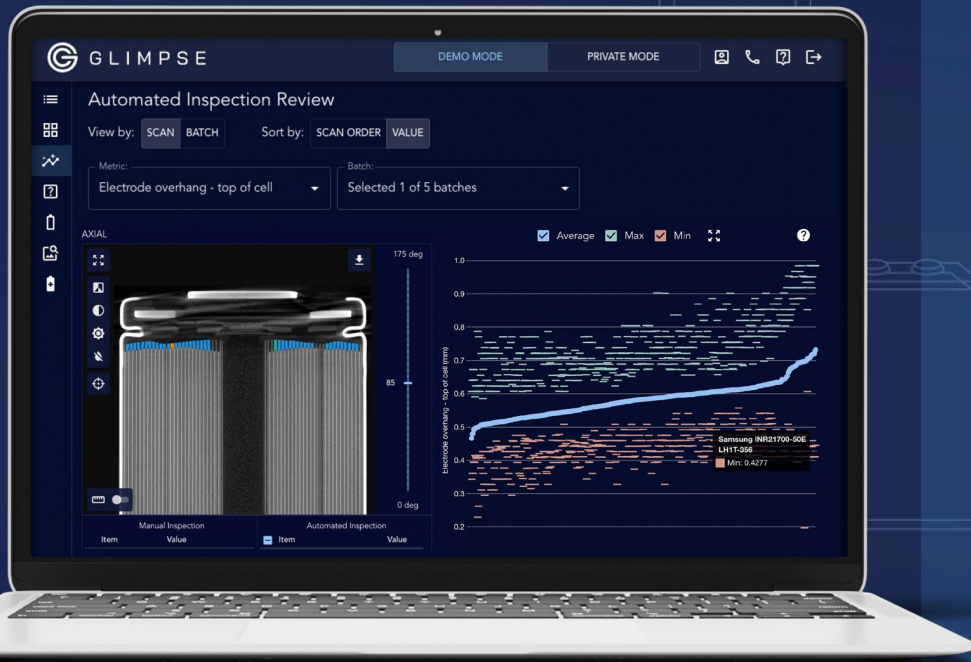 GLIMPSE
DEMO MODE
PRIVATE MODE
Automated Inspection Review
View by: SCAN BATCH Sort by: SCAN ORDER VALUE
Metric:
Electrode overhang - top of cell
Batch:
Selected 1 of 5 batches
AXIAL
175 deg
85
0 deg
Average Max Min
1.0
0.9
0.8
0.7
0.6
0.5
0.4
0.3
0.2
Electrode overhang - top of cell (mm)
Samsung INR21700-50E
LH1T-356
Min: 0.4277
Manual Inspection
Item Value
Automated Inspection
Item Value